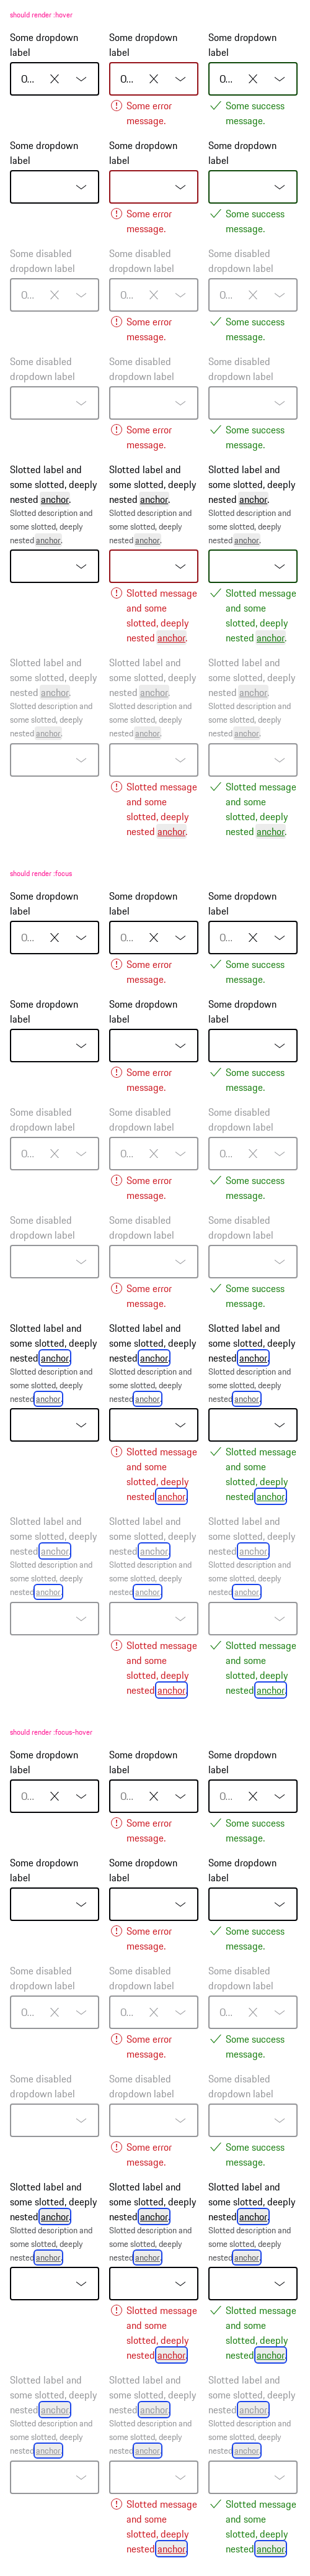 should render :hover
Some dropdown label Some dropdown label Some dropdown label
0... 0... 0...
Some error message. Some success message.
Some dropdown label Some dropdown label Some dropdown label
Some error message. Some success message.
Some disabled dropdown label Some disabled dropdown label Some disabled dropdown label
0... 0... 0...
Some error message. Some success message.
Some disabled dropdown label Some disabled dropdown label Some disabled dropdown label
Some error message. Some success message.
Slotted label and some slotted, deeply nested anchor. Slotted label and some slotted, deeply nested anchor. Slotted label and some slotted, deeply nested anchor.
Slotted description and some slotted, deeply nested anchor. Slotted description and some slotted, deeply nested anchor. Slotted description and some slotted, deeply nested anchor.
Slotted message and some slotted, deeply nested anchor. Slotted message and some slotted, deeply nested anchor.
Slotted label and some slotted, deeply nested anchor. Slotted label and some slotted, deeply nested anchor. Slotted label and some slotted, deeply nested anchor.
Slotted description and some slotted, deeply nested anchor. Slotted description and some slotted, deeply nested anchor. Slotted description and some slotted, deeply nested anchor.
Slotted message and some slotted, deeply nested anchor. Slotted message and some slotted, deeply nested anchor.
should render :focus
Some dropdown label Some dropdown label Some dropdown label
0... 0... 0...
Some error message. Some success message.
Some dropdown label Some dropdown label Some dropdown label
Some error message. Some success message.
Some disabled dropdown label Some disabled dropdown label Some disabled dropdown label
0... 0... 0...
Some error message. Some success message.
Some disabled dropdown label Some disabled dropdown label Some disabled dropdown label
Some error message. Some success message.
Slotted label and some slotted, deeply nested anchor. Slotted label and some slotted, deeply nested anchor. Slotted label and some slotted, deeply nested anchor.
Slotted description and some slotted, deeply nested anchor. Slotted description and some slotted, deeply nested anchor. Slotted description and some slotted, deeply nested anchor.
Slotted message and some slotted, deeply nested anchor. Slotted message and some slotted, deeply nested anchor.
Slotted label and some slotted, deeply nested anchor. Slotted label and some slotted, deeply nested anchor. Slotted label and some slotted, deeply nested anchor.
Slotted description and some slotted, deeply nested anchor. Slotted description and some slotted, deeply nested anchor. Slotted description and some slotted, deeply nested anchor.
Slotted message and some slotted, deeply nested anchor. Slotted message and some slotted, deeply nested anchor.
should render :focus-hover
Some dropdown label Some dropdown label Some dropdown label
0... 0... 0...
Some error message. Some success message.
Some dropdown label Some dropdown label Some dropdown label
Some error message. Some success message.
Some disabled dropdown label Some disabled dropdown label Some disabled dropdown label
0... 0... 0...
Some error message. Some success message.
Some disabled dropdown label Some disabled dropdown label Some disabled dropdown label
Some error message. Some success message.
Slotted label and some slotted, deeply nested anchor. Slotted label and some slotted, deeply nested anchor. Slotted label and some slotted, deeply nested anchor.
Slotted description and some slotted, deeply nested anchor. Slotted description and some slotted, deeply nested anchor. Slotted description and some slotted, deeply nested anchor.
Slotted message and some slotted, deeply nested anchor. Slotted message and some slotted, deeply nested anchor.
Slotted label and some slotted, deeply nested anchor. Slotted label and some slotted, deeply nested anchor. Slotted label and some slotted, deeply nested anchor.
Slotted description and some slotted, deeply nested anchor. Slotted description and some slotted, deeply nested anchor. Slotted description and some slotted, deeply nested anchor.
Slotted message and some slotted, deeply nested anchor. Slotted message and some slotted, deeply nested anchor.